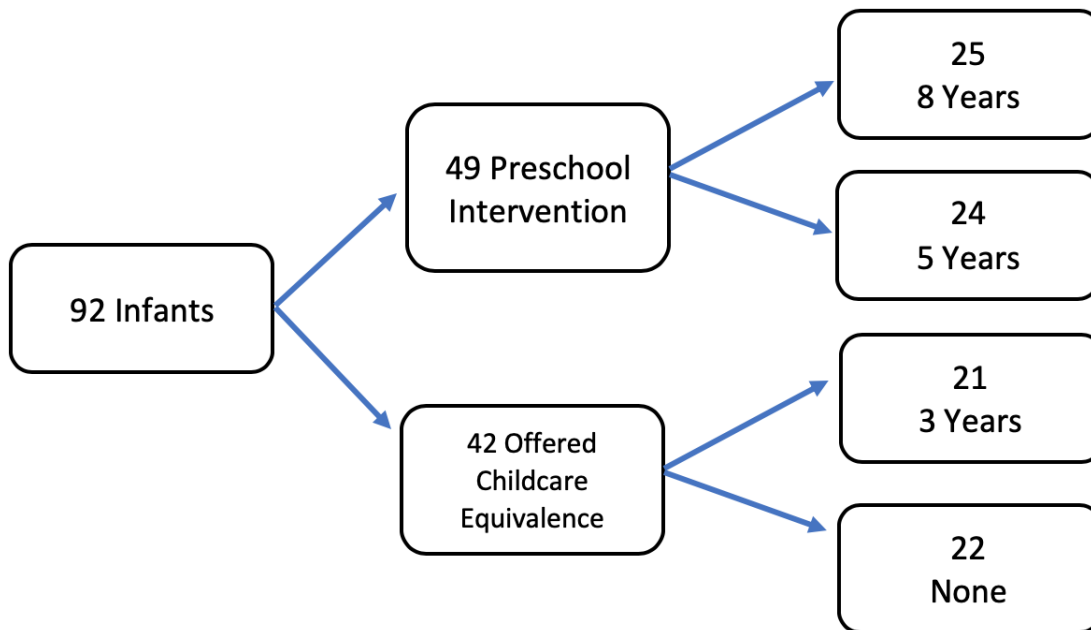 92 Infants
49 Preschool
Intervention
42 Offered
Childcare
Equivalence
25
8 Years
24
5 Years
21
3 Years
22
None